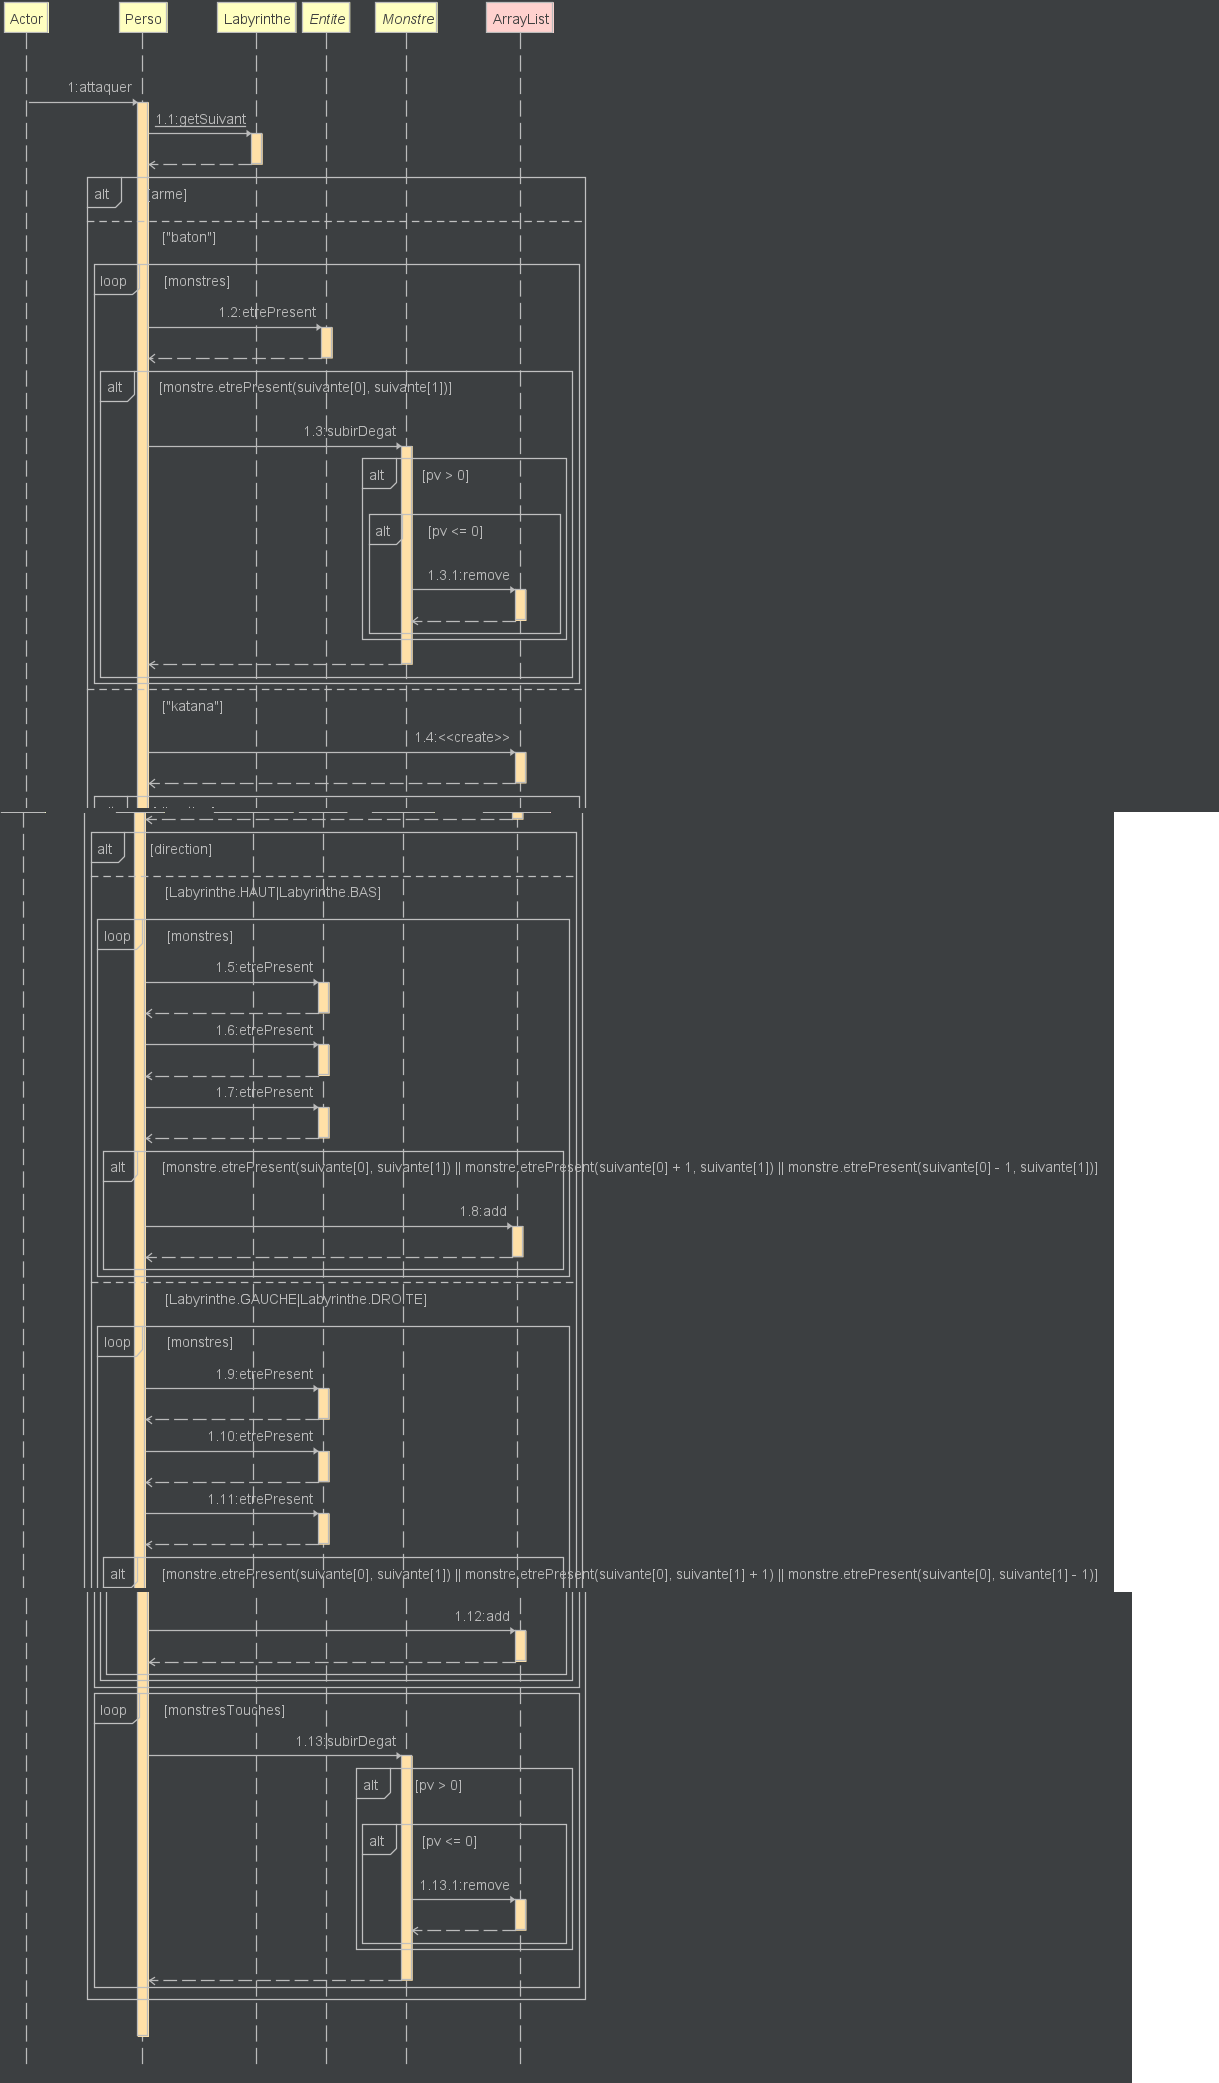 Actor
Perso
Labyrinthe
Entite
Monstre
ArrayList
1:attaquer
1.1:getSuivant
alt
[arme]
["baton"]
loop
[monstres]
1.2:etrePresent
alt
[monstre.etrePresent(suivante[0], suivante[1])]
1.3:subirDegat
alt
[pv > 0]
alt
[pv <= 0]
1.3.1:remove
["katana"]
1.4:<<create>>
alt
[direction]
[Labyrinthe.HAUT|Labyrinthe.BAS]
loop
[monstres]
1.5:etrePresent
1.6:etrePresent
1.7:etrePresent
alt
[monstre.etrePresent(suivante[0], suivante[1]) || monstre.etrePresent(suivante[0] + 1, suivante[1]) || monstre.etrePresent(suivante[0] - 1, suivante[1])]
1.8:add
[Labyrinthe.GAUCHE|Labyrinthe.DROITE]
loop
[monstres]
1.9:etrePresent
1.10:etrePresent
1.11:etrePresent
alt
[monstre.etrePresent(suivante[0], suivante[1]) || monstre.etrePresent(suivante[0], suivante[1] + 1) || monstre.etrePresent(suivante[0], suivante[1] - 1)]
1.12:add
loop
[monstresTouches]
1.13:subirDegat
alt
[pv > 0]
alt
[pv <= 0]
1.13.1:remove